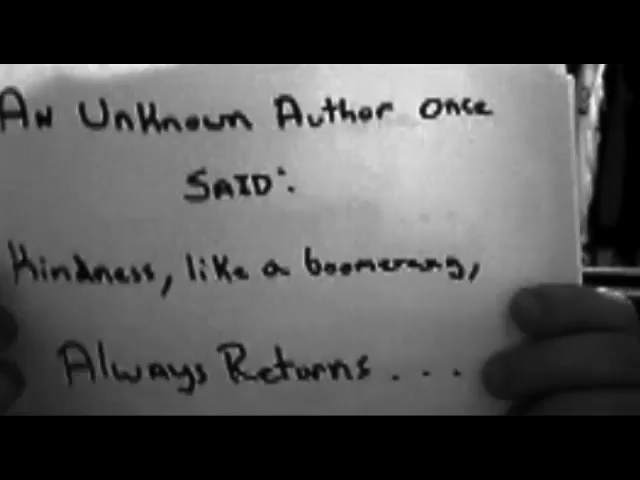 An Unknown Author once
SAID:
Kindness, like a boomerang,
Always Returns...